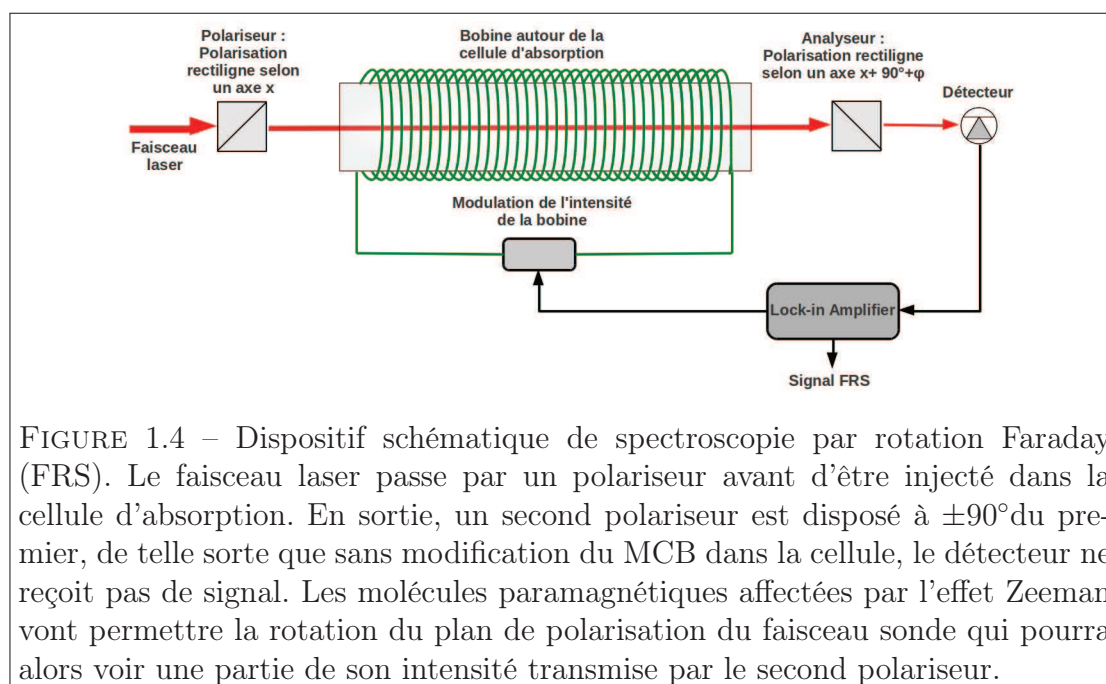 Polariseur :
Polarisation
rectiligne selon
un axe x
Bobine autour de la
cellule d'absorption
Analyseur :
Polarisation rectiligne
selon un axe x+ 90°+φ
Détecteur
Faisceau
laser
Modulation de l'intensité
de la bobine
Lock-in Amplifier
Signal FRS
FIGURE 1.4 – Dispositif schématique de spectroscopie par rotation Faraday
(FRS). Le faisceau laser passe par un polariseur avant d'être injecté dans la
cellule d'absorption. En sortie, un second polariseur est disposé à ±90°du pre-
mier, de telle sorte que sans modification du MCB dans la cellule, le détecteur ne
reçoit pas de signal. Les molécules paramagnétiques affectées par l'effet Zeeman
vont permettre la rotation du plan de polarisation du faisceau sonde qui pourra
alors voir une partie de son intensité transmise par le second polariseur.